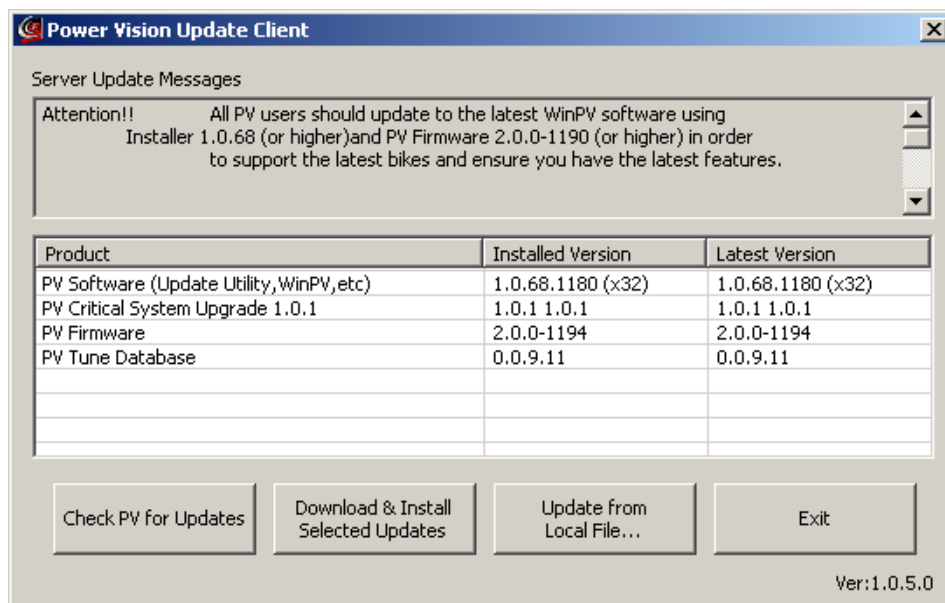 Power Vision Update Client
Server Update Messages
Attention!! All PV users should update to the latest WinPV software using
Installer 1.0.68 (or higher)and PV Firmware 2.0.0-1190 (or higher) in order
to support the latest bikes and ensure you have the latest features.
Product Installed Version Latest Version
PV Software (Update Utility,WinPV,etc) 1.0.68.1180 (x32) 1.0.68.1180 (x32)
PV Critical System Upgrade 1.0.1 1.0.1 1.0.1 1.0.1 1.0.1
PV Firmware 2.0.0-1194 2.0.0-1194
PV Tune Database 0.0.9.11 0.0.9.11
Check PV for Updates
Download & Install
Selected Updates
Update from
Local File...
Exit
Ver:1.0.5.0